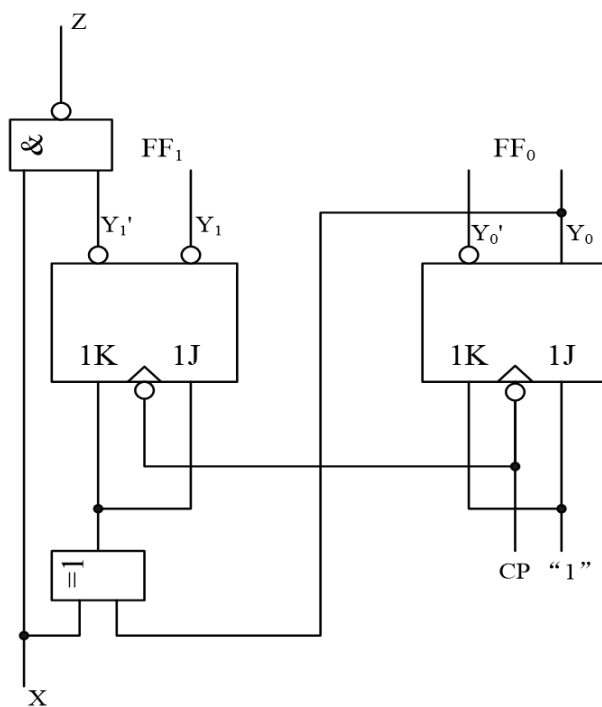 Z
&
FF₁
FF₀
Y₁'
Y₁
Y₀'
Y₀
1K
1J
1K
1J
=1
CP
“1”
X